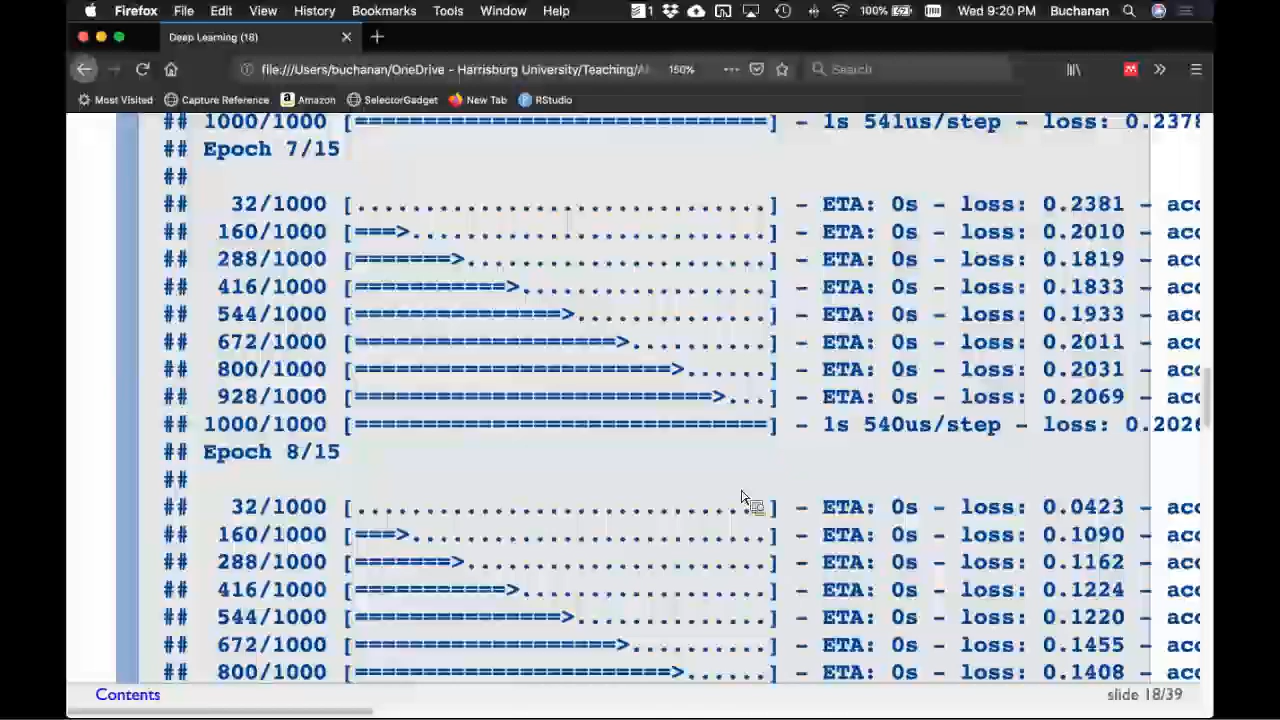 Firefox File Edit View History Bookmarks Tools Window Help 1 100% Wed 9:20 PM Buchanan
Deep Learning (18)
file:///Users/buchanan/OneDrive - Harrisburg University/Teaching/ 150% Search
Most Visited Capture Reference Amazon SelectorGadget New Tab RStudio
## 1000/1000 [==============================] - 1s 541us/step - loss: 0.2378
## Epoch 7/15
##
## 32/1000 [..............................] - ETA: 0s - loss: 0.2381 - acc
## 160/1000 [===>..........................] - ETA: 0s - loss: 0.2010 - acc
## 288/1000 [=======>......................] - ETA: 0s - loss: 0.1819 - acc
## 416/1000 [===========>..................] - ETA: 0s - loss: 0.1833 - acc
## 544/1000 [===============>..............] - ETA: 0s - loss: 0.1933 - acc
## 672/1000 [===================>..........] - ETA: 0s - loss: 0.2011 - acc
## 800/1000 [=======================>......] - ETA: 0s - loss: 0.2031 - acc
## 928/1000 [==========================>...] - ETA: 0s - loss: 0.2069 - acc
## 1000/1000 [==============================] - 1s 540us/step - loss: 0.2026
## Epoch 8/15
##
## 32/1000 [..............................] - ETA: 0s - loss: 0.0423 - acc
## 160/1000 [===>..........................] - ETA: 0s - loss: 0.1090 - acc
## 288/1000 [=======>......................] - ETA: 0s - loss: 0.1162 - acc
## 416/1000 [===========>..................] - ETA: 0s - loss: 0.1224 - acc
## 544/1000 [===============>..............] - ETA: 0s - loss: 0.1220 - acc
## 672/1000 [===================>..........] - ETA: 0s - loss: 0.1455 - acc
## 800/1000 [=======================>......] - ETA: 0s - loss: 0.1408 - acc
Contents slide 18/39